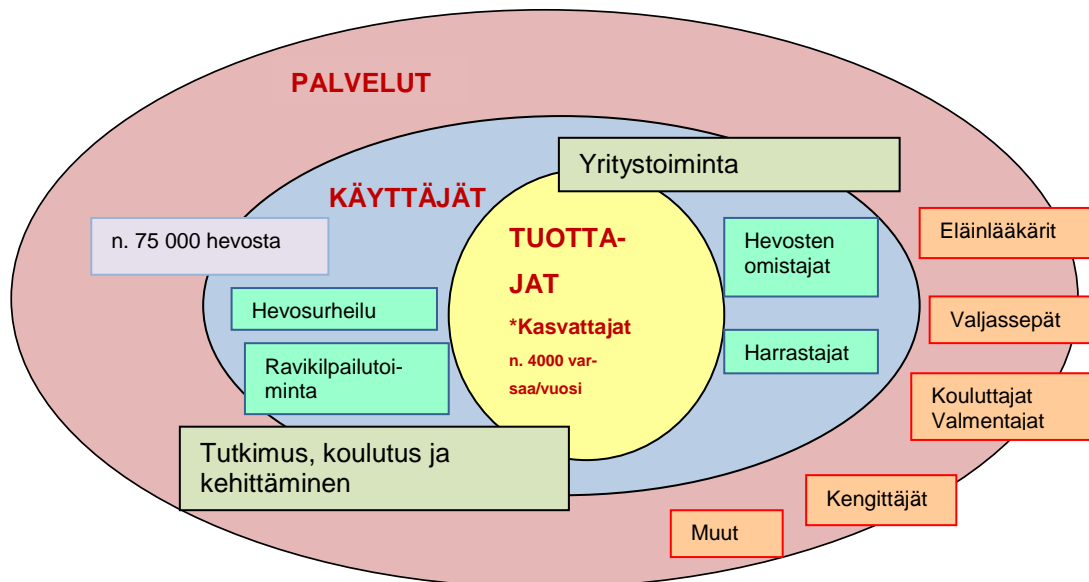 PALVELUT
Yritystoiminta
KÄYTTÄJÄT
n. 75 000 hevosta
TUOTTA-
JAT
*Kasvattajat
n. 4000 var-
saa/vuosi
Hevosten
omistajat
Eläinlääkärit
Hevosurheilu
Valjassepät
Ravikilpailutoi-
minta
Harrastajat
Kouluttajat
Valmentajat
Tutkimus, koulutus ja
kehittäminen
Kengittäjät
Muut